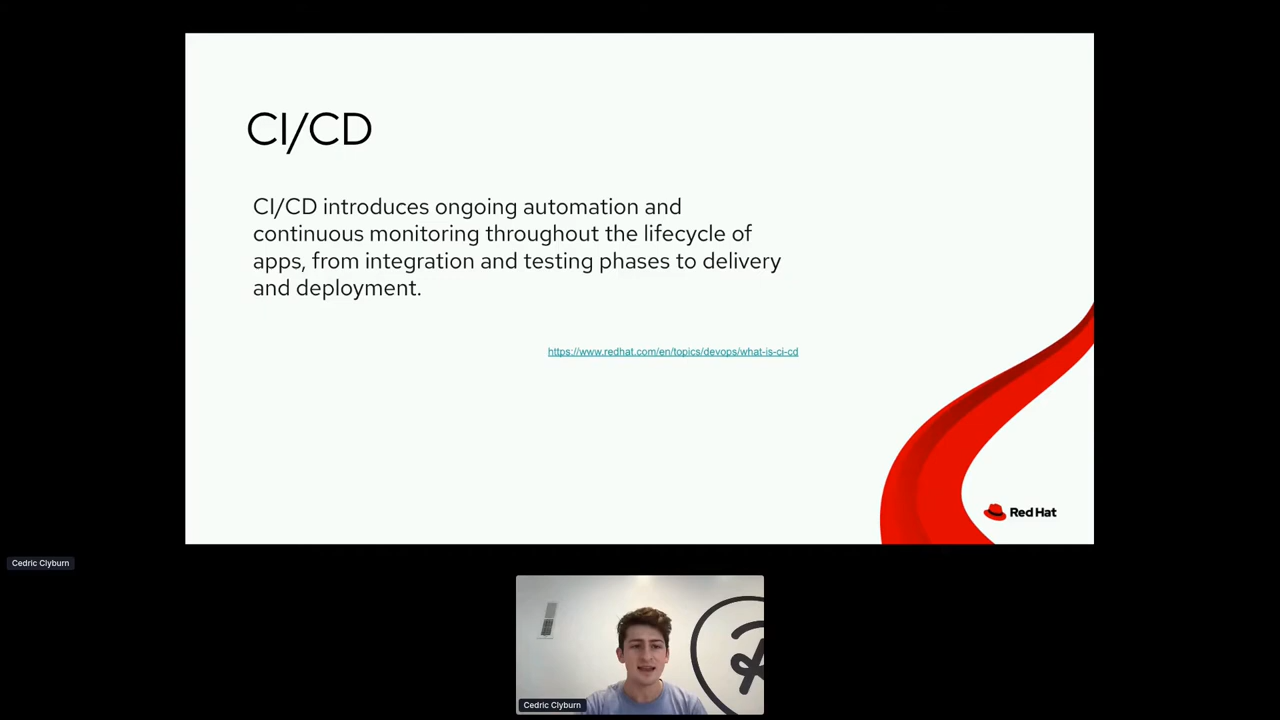 CI/CD
CI/CD introduces ongoing automation and
continuous monitoring throughout the lifecycle of
apps, from integration and testing phases to delivery
and deployment.
https://www.redhat.com/en/topics/devops/what-is-ci-cd
Red Hat
Cedric Clyburn
Cedric Clyburn